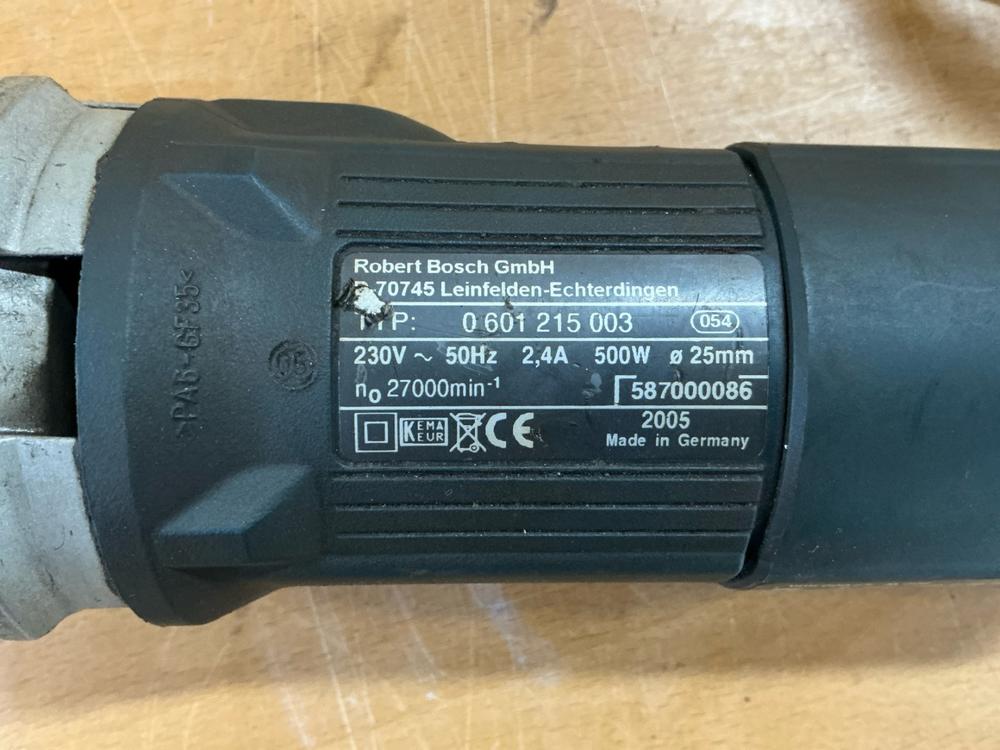 Robert Bosch GmbH
D-70745 Leinfelden-Echterdingen
TYP: 0 601 215 003 054
230V ~ 50Hz 2,4A 500W ø 25mm
n₀ 27000min⁻¹ 587000086
KEMA
EUR
CE
2005
Made in Germany
>PA6-GF35<
05